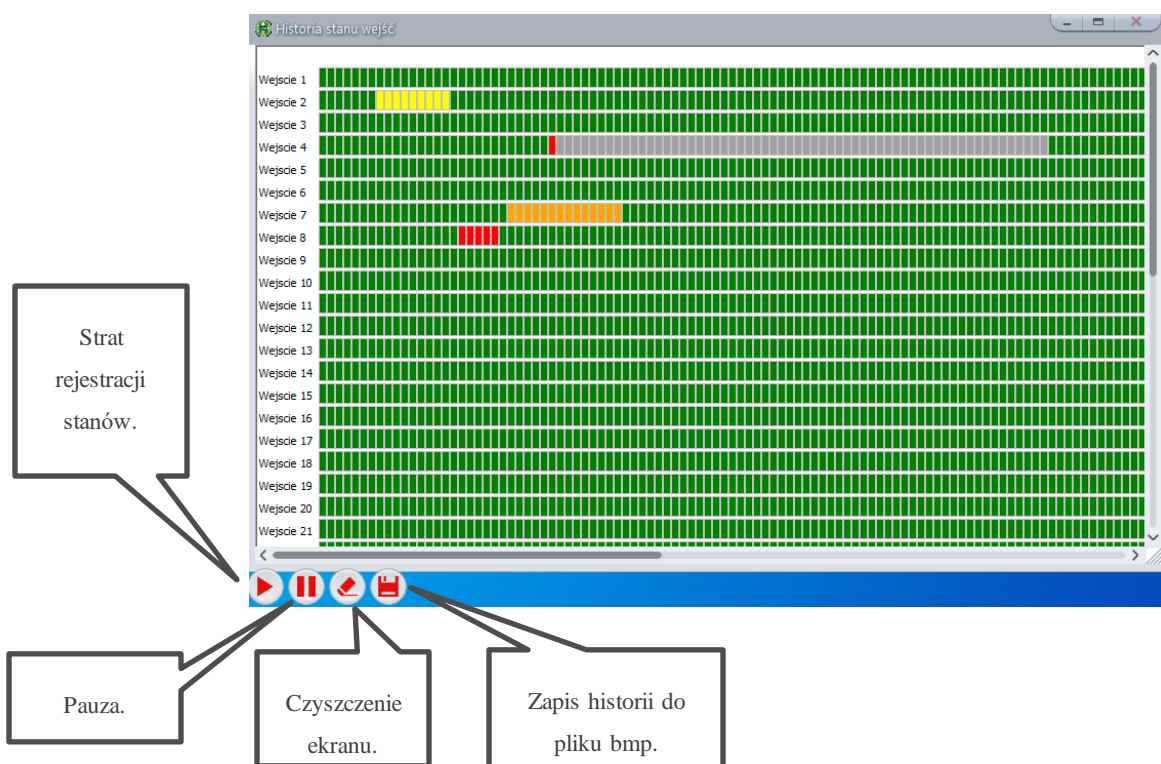 Historia stanu wejść
Wejscie 1
Wejscie 2
Wejscie 3
Wejscie 4
Wejscie 5
Wejscie 6
Wejscie 7
Wejscie 8
Wejscie 9
Wejscie 10
Wejscie 11
Wejscie 12
Wejscie 13
Wejscie 14
Wejscie 15
Wejscie 16
Wejscie 17
Wejscie 18
Wejscie 19
Wejscie 20
Wejscie 21
Strat
rejestracji
stanów.
Pauza.
Czyszczenie
ekranu.
Zapis historii do
pliku bmp.